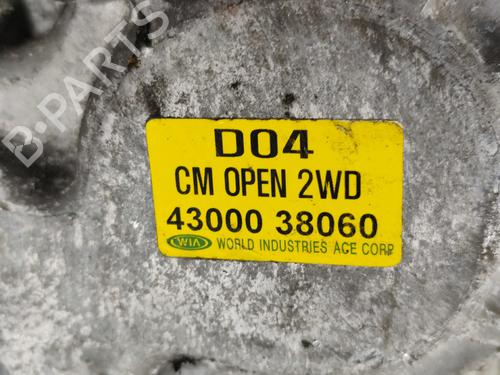 B-PARTS
D04
CM OPEN 2WD
43000 38060
WIA WORLD INDUSTRIES ACE CORP